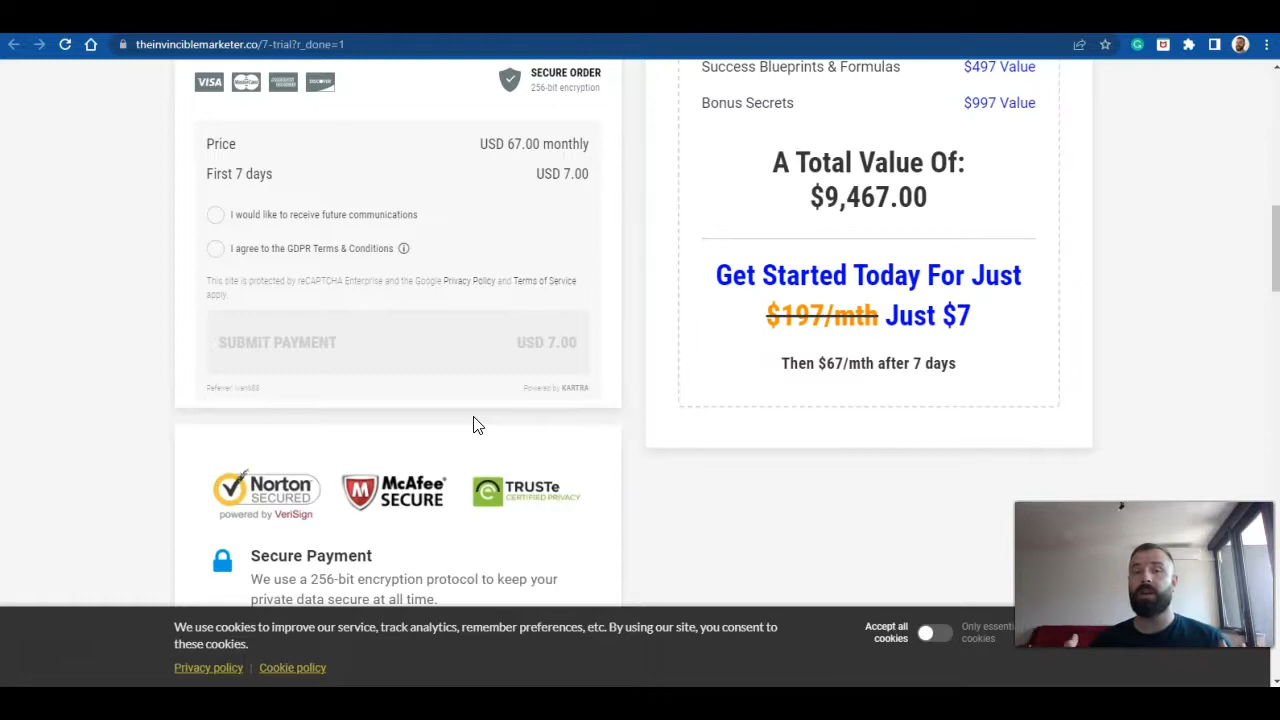 theinvinciblemarketer.co/7-trial?r_done=1
VISA
SECURE ORDER
256-bit encryption
Price USD 67.00 monthly
First 7 days USD 7.00
I would like to receive future communications
I agree to the GDPR Terms & Conditions
This site is protected by reCAPTCHA Enterprise and the Google Privacy Policy and Terms of Service
apply.
SUBMIT PAYMENT USD 7.00
Powered by KARTRA
Norton
SECURED
powered by VeriSign
McAfee
SECURE
TRUSTe
CERTIFIED PRIVACY
Secure Payment
We use a 256-bit encryption protocol to keep your
private data secure at all time.
Success Blueprints & Formulas $497 Value
Bonus Secrets $997 Value
A Total Value Of:
$9,467.00
Get Started Today For Just
$197/mth Just $7
Then $67/mth after 7 days
We use cookies to improve our service, track analytics, remember preferences, etc. By using our site, you consent to
these cookies.
Privacy policy | Cookie policy
Accept all
cookies
Only essenti
cookies